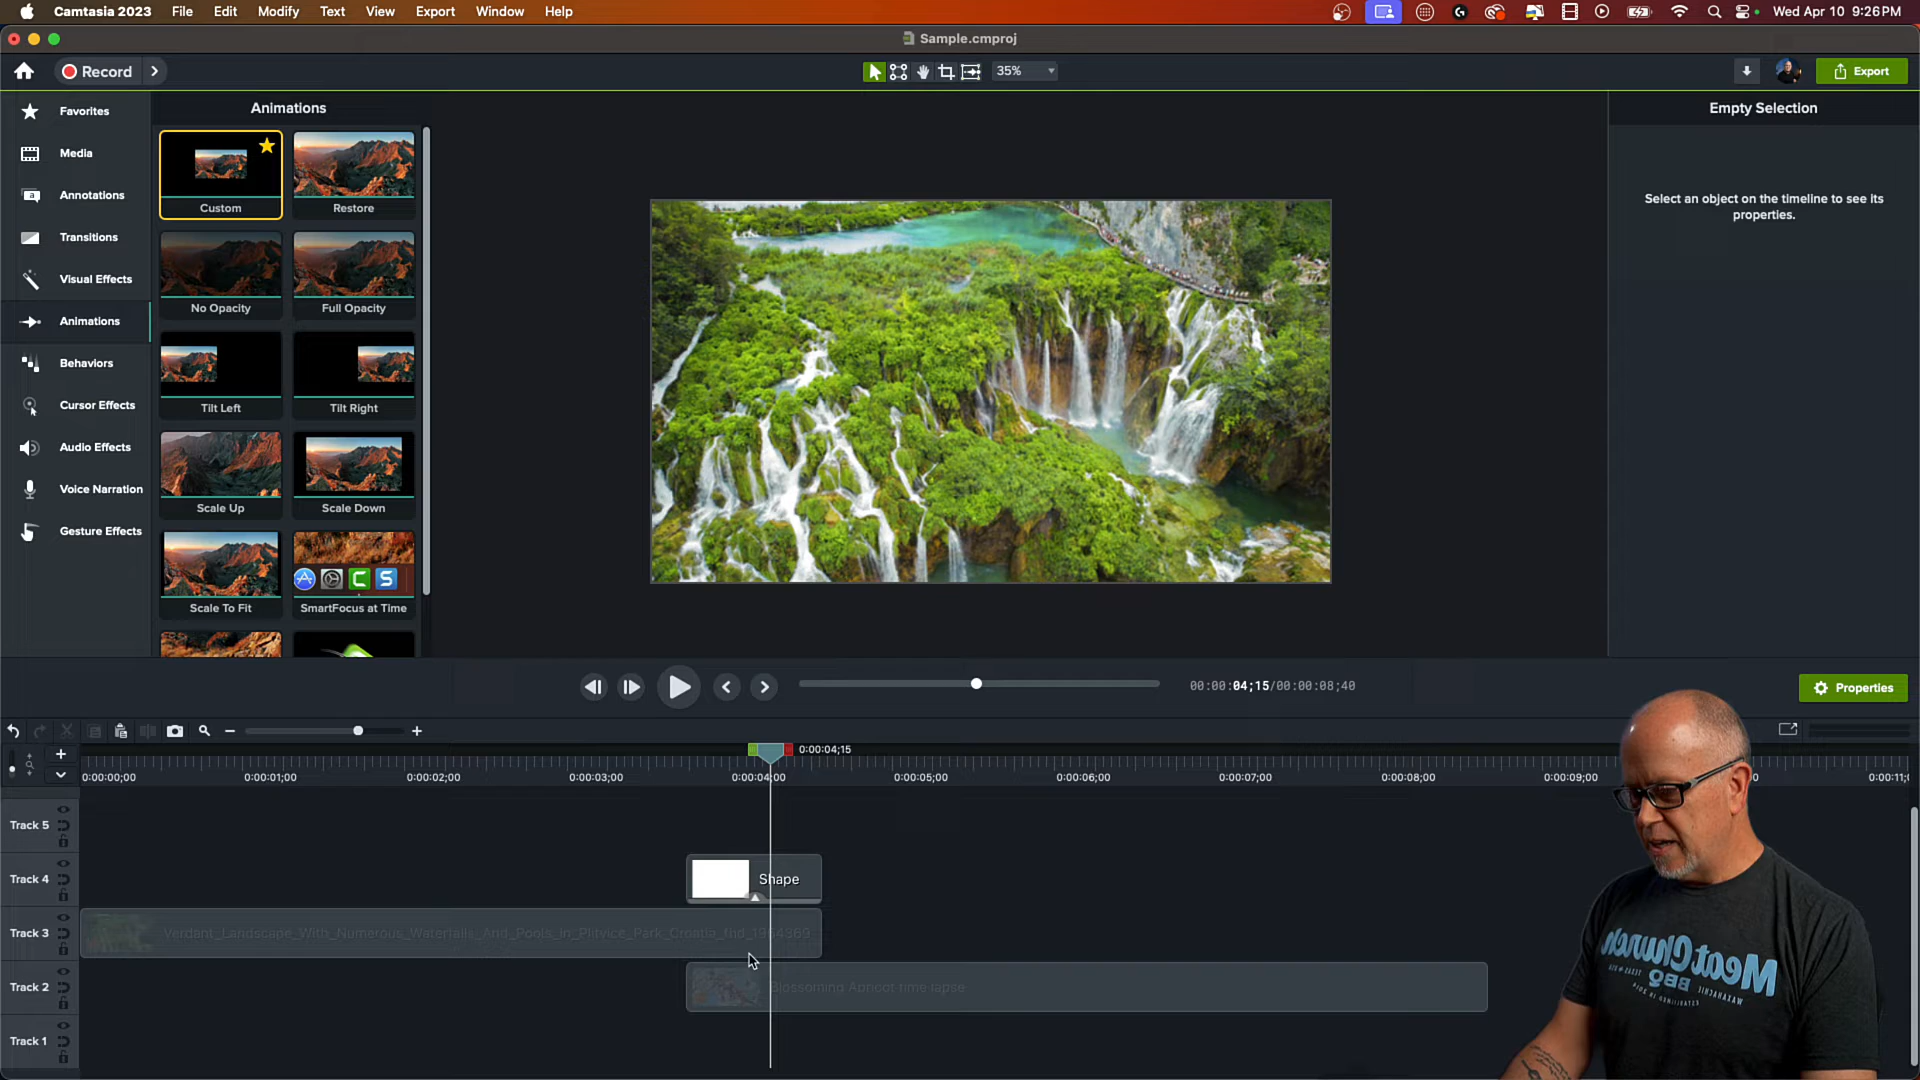 Camtasia 2023 File Edit Modify Text View Export Window Help
Wed Apr 10 9:26PM
Sample.cmproj
Record
35%
Export
Favorites
Media
Annotations
Transitions
Visual Effects
Animations
Behaviors
Cursor Effects
Audio Effects
Voice Narration
Gesture Effects
Animations
Custom
Restore
No Opacity
Full Opacity
Tilt Left
Tilt Right
Scale Up
Scale Down
Scale To Fit
SmartFocus at Time
Empty Selection
Select an object on the timeline to see its
properties.
00:00:04;15/00:00:08;40
Properties
0:00:04;15
0:00:00;00 0:00:01;00 0:00:02;00 0:00:03;00 0:00:04;00 0:00:05;00 0:00:06;00 0:00:07;00 0:00:08;00 0:00:09;00
Track 5
Track 4
Shape
Track 3
Verdant_Landscape_With_Numerous_Waterfalls_And_Pools_In_Plitvice_Park_Croatia_fhd_1964969
Track 2
Blossoming Apricot time lapse
Track 1
Meat Church
BBQ